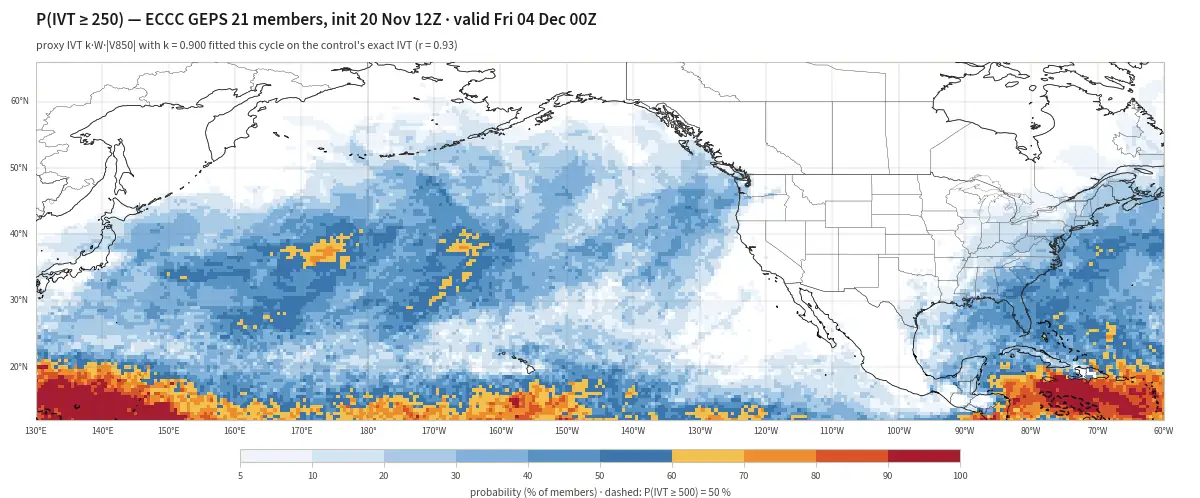 P(IVT ≥ 250) — ECCC GEPS 21 members, init 20 Nov 12Z · valid Fri 04 Dec 00Z
proxy IVT k·W·|V850| with k = 0.900 fitted this cycle on the control's exact IVT (r = 0.93)
60°N
50°N
40°N
30°N
20°N
130°E 140°E 150°E 160°E 170°E 180° 170°W 160°W 150°W 140°W 130°W 120°W 110°W 100°W 90°W 80°W 70°W 60°W
5 10 20 30 40 50 60 70 80 90 100
probability (% of members) · dashed: P(IVT ≥ 500) = 50 %